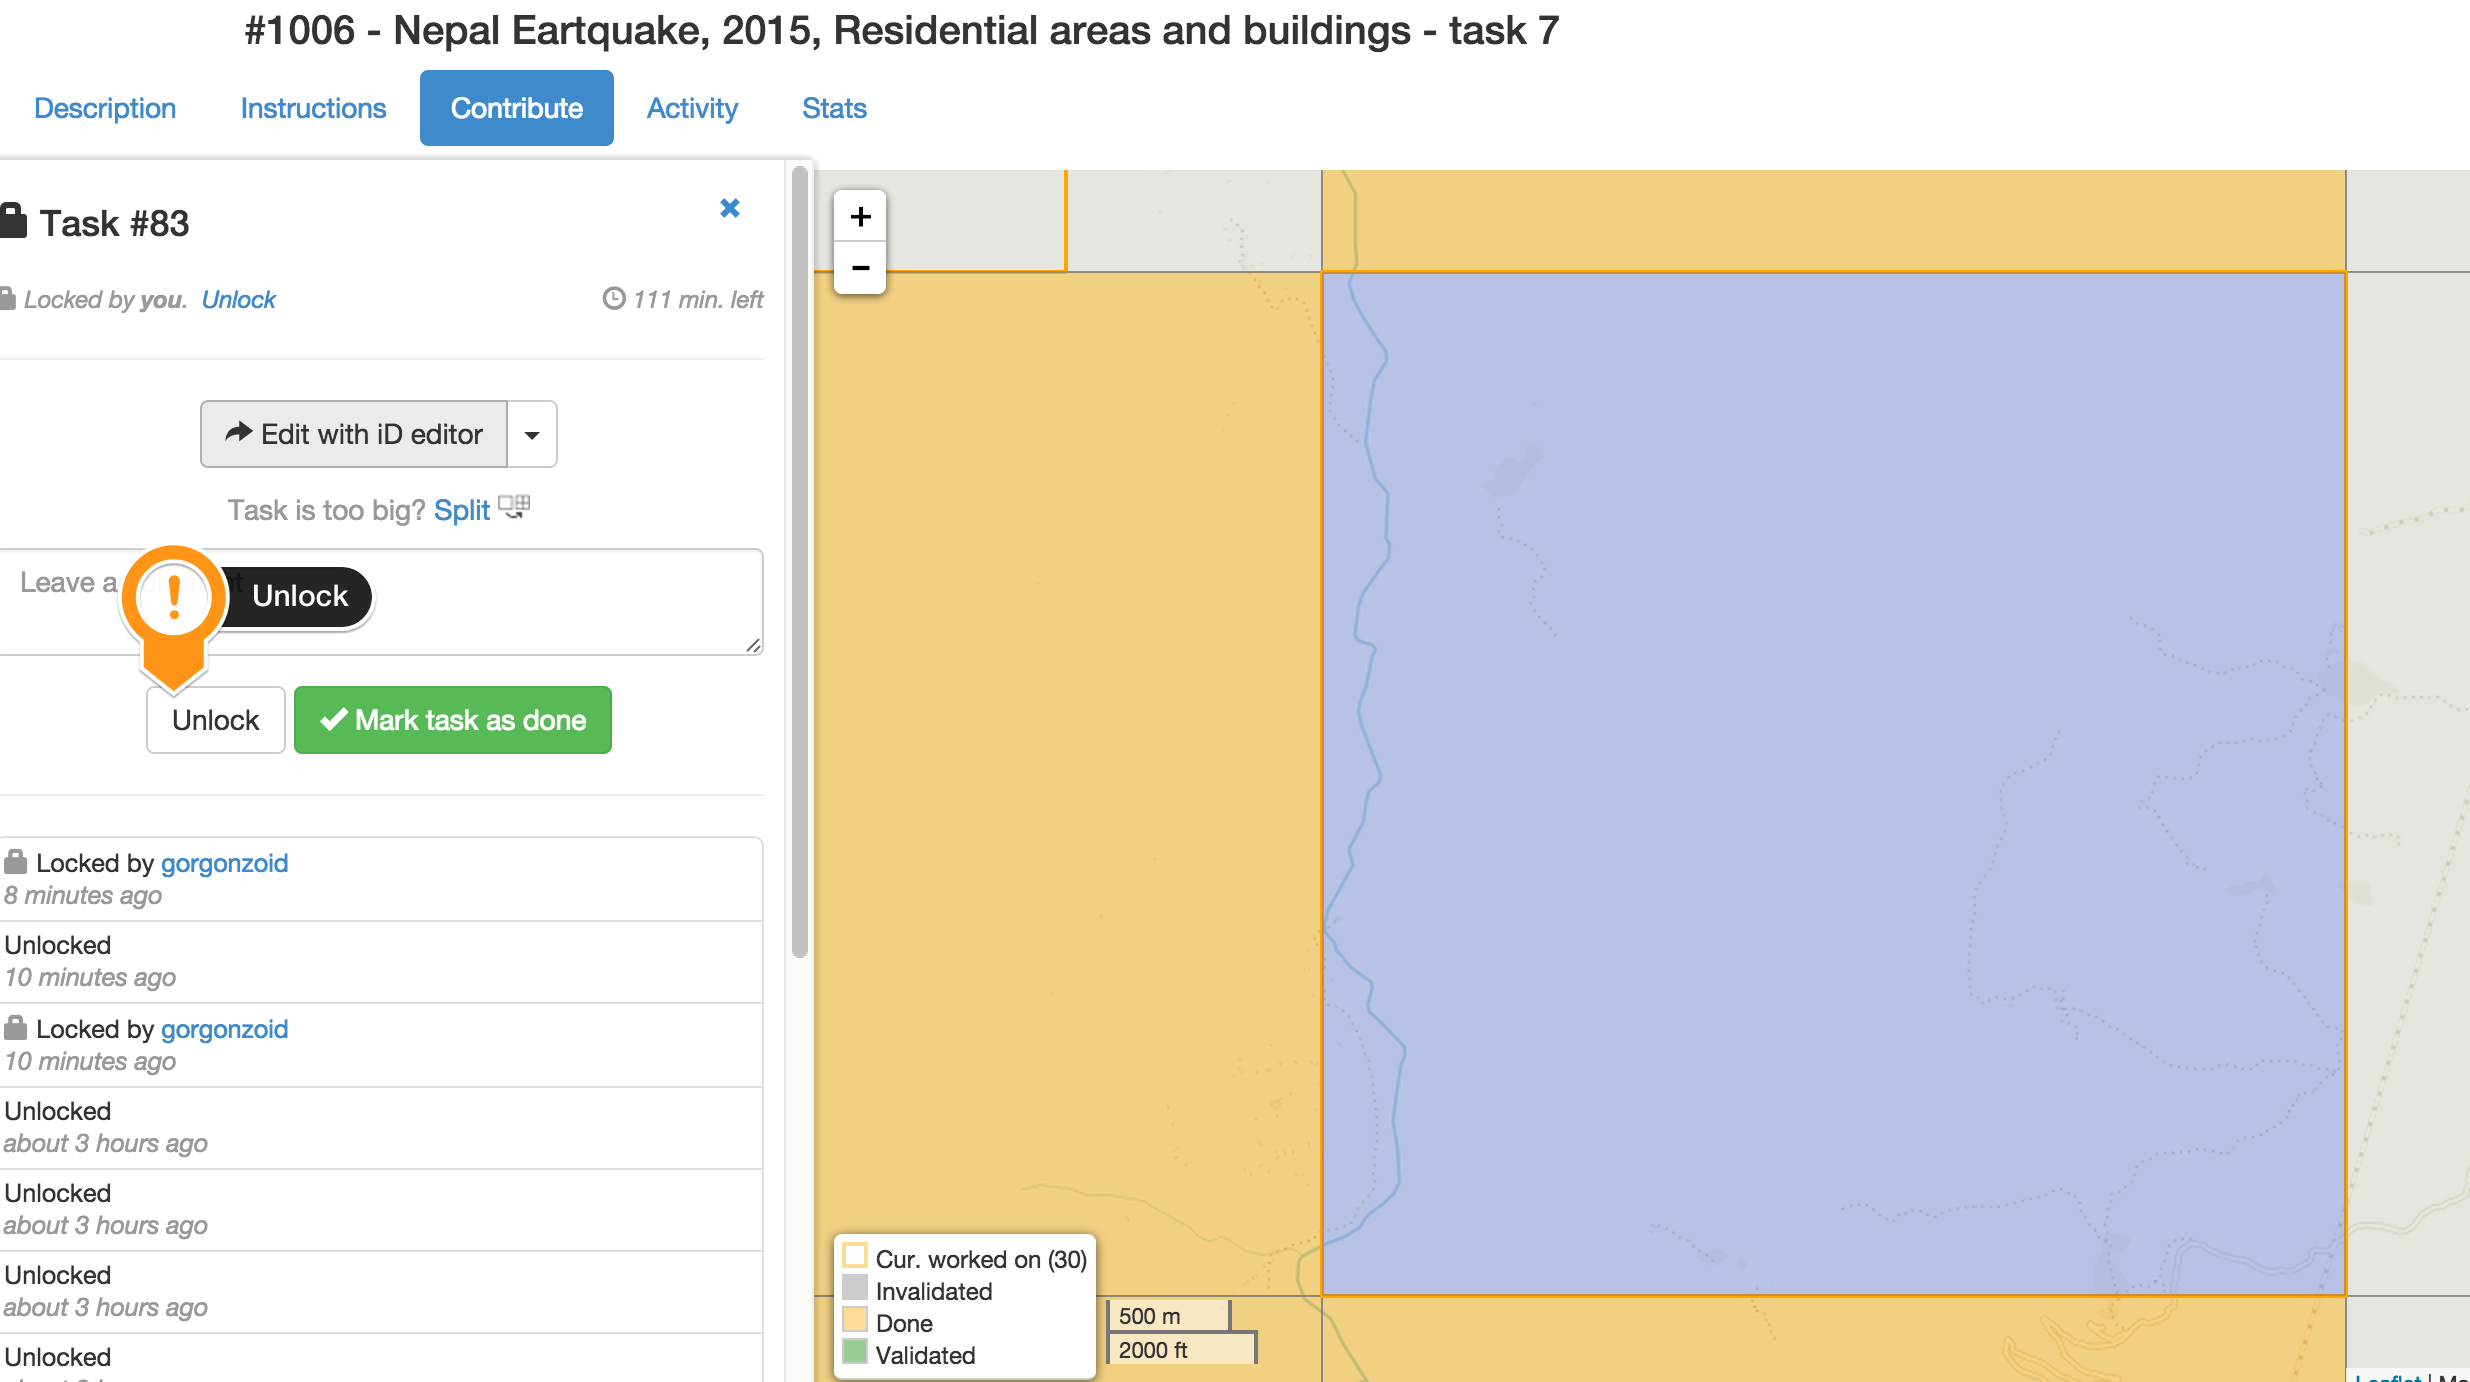 #1006 - Nepal Eartquake, 2015, Residential areas and buildings - task 7
Description Instructions Contribute Activity Stats
Task #83
Locked by you. Unlock 111 min. left
Edit with iD editor
Task is too big? Split
Leave a
Unlock
Unlock Mark task as done
Locked by gorgonzoid
8 minutes ago
Unlocked
10 minutes ago
Locked by gorgonzoid
10 minutes ago
Unlocked
about 3 hours ago
Unlocked
about 3 hours ago
Unlocked
about 3 hours ago
Unlocked
+
−
Cur. worked on (30)
Invalidated
Done
Validated
500 m
2000 ft